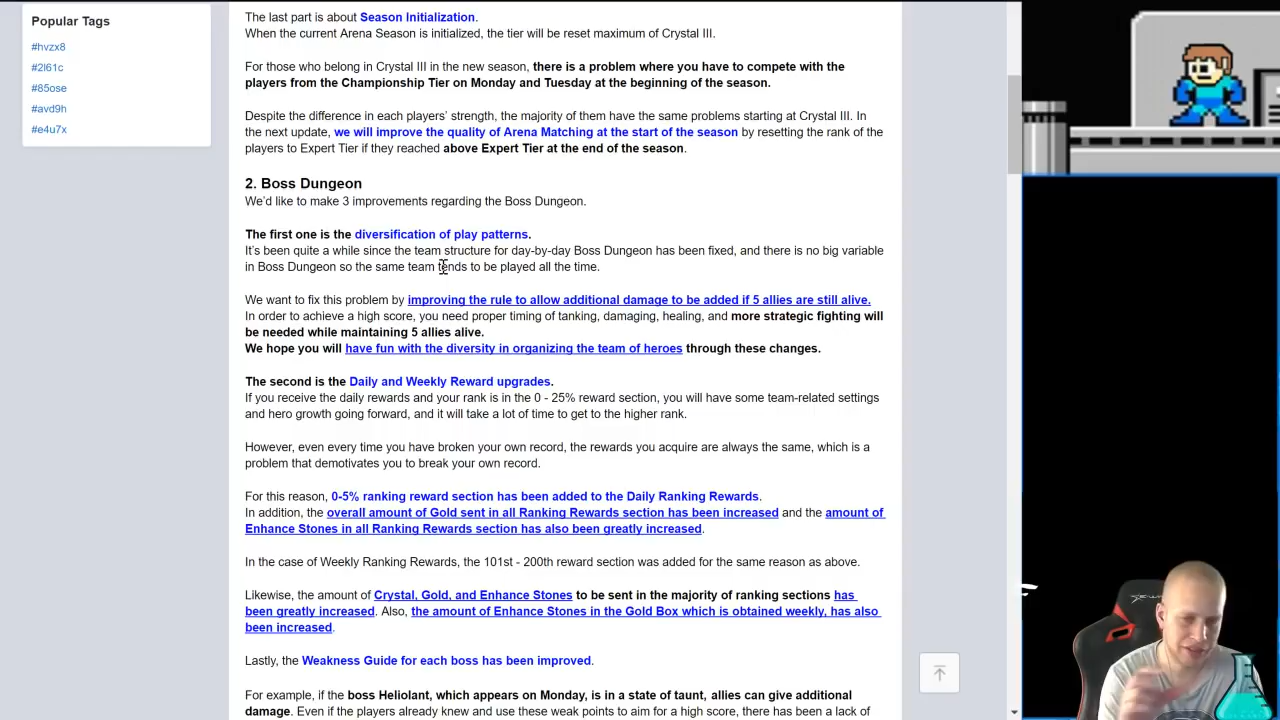 Popular Tags
#hvzx8
#2l61c
#85ose
#avd9h
#e4u7x
The last part is about Season Initialization.
When the current Arena Season is initialized, the tier will be reset maximum of Crystal III.
For those who belong in Crystal III in the new season, there is a problem where you have to compete with the
players from the Championship Tier on Monday and Tuesday at the beginning of the season.
Despite the difference in each players' strength, the majority of them have the same problems starting at Crystal III. In
the next update, we will improve the quality of Arena Matching at the start of the season by resetting the rank of the
players to Expert Tier if they reached above Expert Tier at the end of the season.
2. Boss Dungeon
We'd like to make 3 improvements regarding the Boss Dungeon.
The first one is the diversification of play patterns.
It's been quite a while since the team structure for day-by-day Boss Dungeon has been fixed, and there is no big variable
in Boss Dungeon so the same team tends to be played all the time.
We want to fix this problem by improving the rule to allow additional damage to be added if 5 allies are still alive.
In order to achieve a high score, you need proper timing of tanking, damaging, healing, and more strategic fighting will
be needed while maintaining 5 allies alive.
We hope you will have fun with the diversity in organizing the team of heroes through these changes.
The second is the Daily and Weekly Reward upgrades.
If you receive the daily rewards and your rank is in the 0 - 25% reward section, you will have some team-related settings
and hero growth going forward, and it will take a lot of time to get to the higher rank.
However, even every time you have broken your own record, the rewards you acquire are always the same, which is a
problem that demotivates you to break your own record.
For this reason, 0-5% ranking reward section has been added to the Daily Ranking Rewards.
In addition, the overall amount of Gold sent in all Ranking Rewards section has been increased and the amount of
Enhance Stones in all Ranking Rewards section has also been greatly increased.
In the case of Weekly Ranking Rewards, the 101st - 200th reward section was added for the same reason as above.
Likewise, the amount of Crystal, Gold, and Enhance Stones to be sent in the majority of ranking sections has
been greatly increased. Also, the amount of Enhance Stones in the Gold Box which is obtained weekly, has also
been increased.
Lastly, the Weakness Guide for each boss has been improved.
For example, if the boss Heliolant, which appears on Monday, is in a state of taunt, allies can give additional
damage. Even if the players already knew and use these weak points to aim for a high score, there has been a lack of